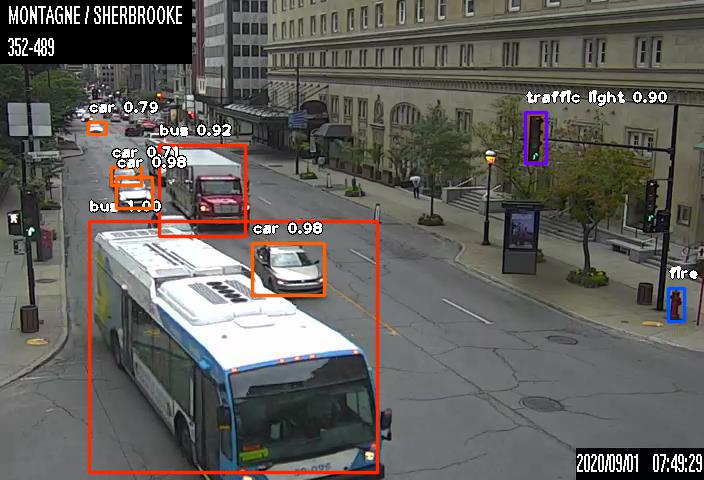 MONTAGNE / SHERBROOKE
352-489
car 0.79
traffic light 0.90
bus 0.92
car 0.71
car 0.98
bus 1.00
car 0.98
fire
2020/09/01 07:49:29